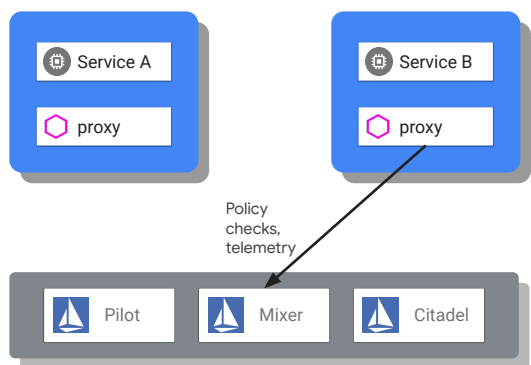 Service A
Service B
proxy
proxy
Policy
checks,
telemetry
Pilot
Mixer
Citadel